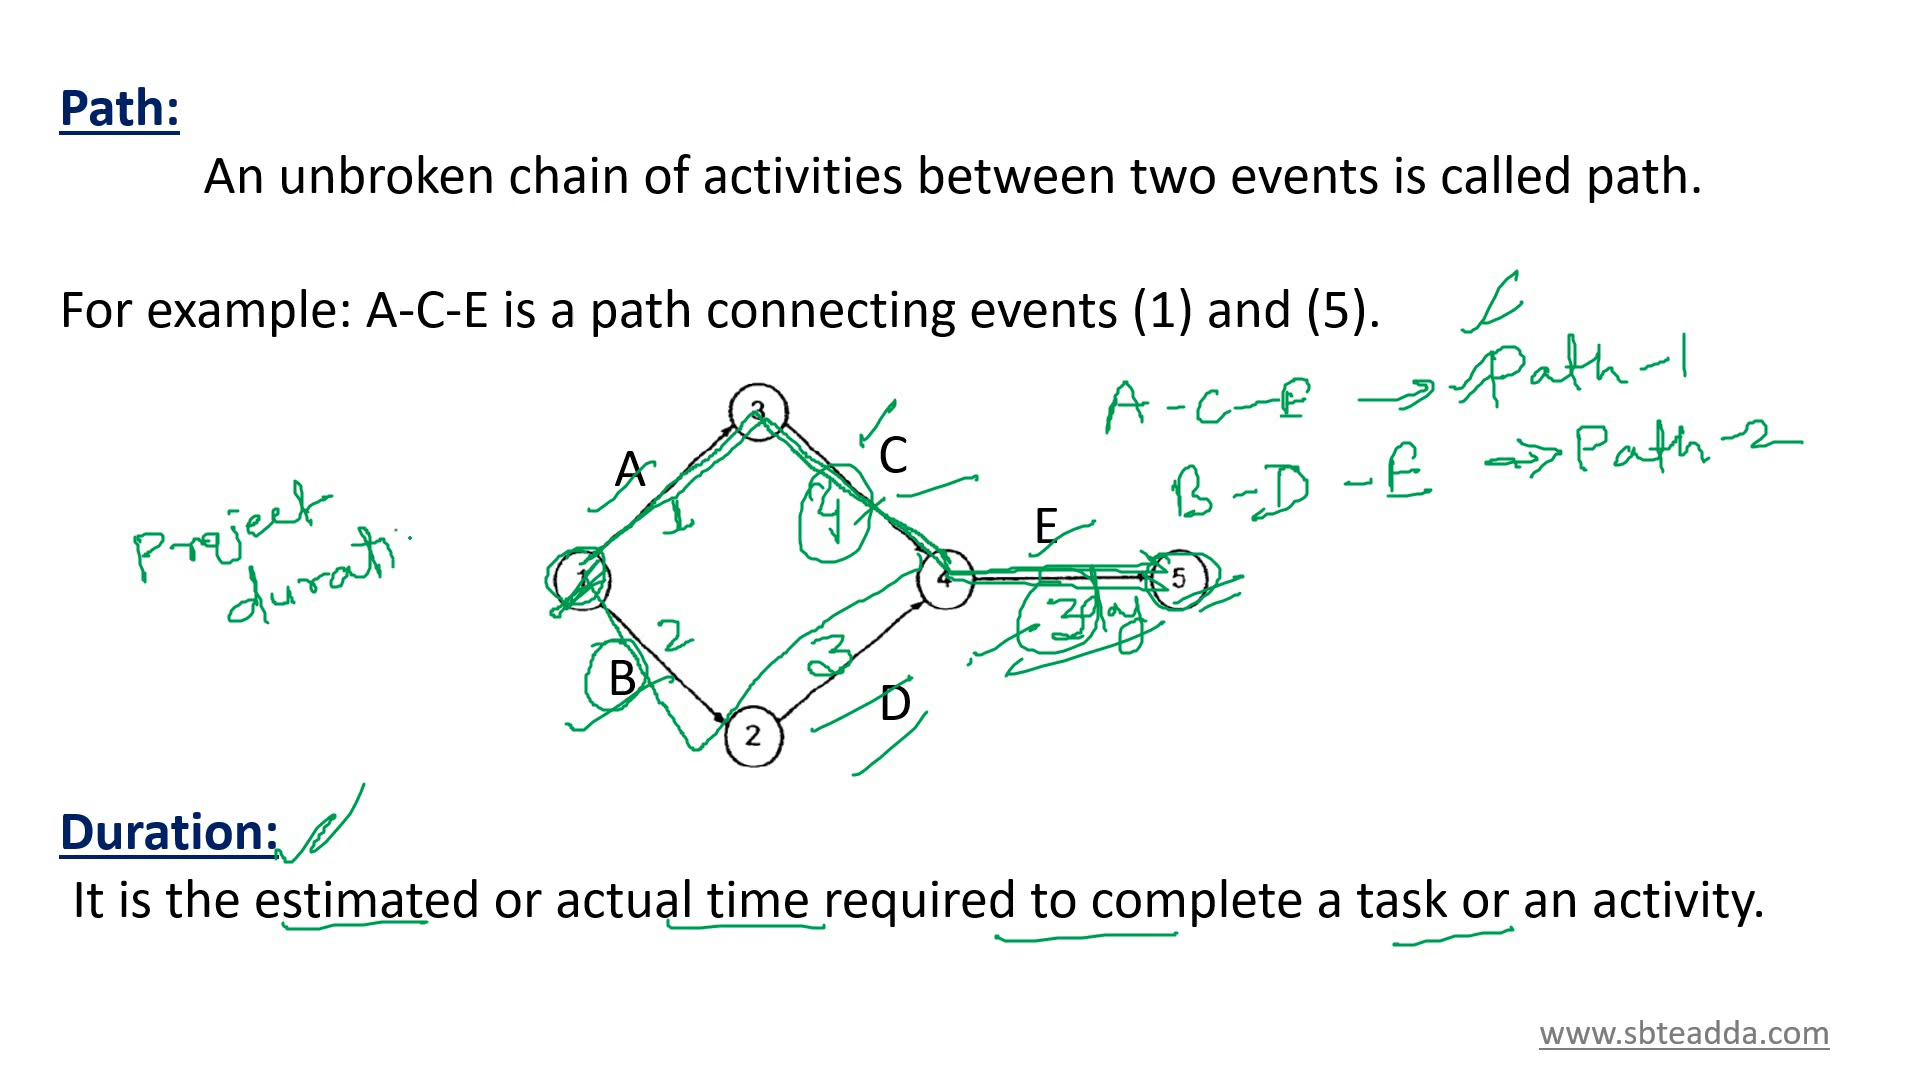 Path:
An unbroken chain of activities between two events is called path.
For example: A-C-E is a path connecting events (1) and (5).
A-C-E → Path-1
B-D-E → Path-2
3
A
C
1
4
E
Project
durati
1
4
5
3day
2
3
B
D
2
Duration:
It is the estimated or actual time required to complete a task or an activity.
www.sbteadda.com